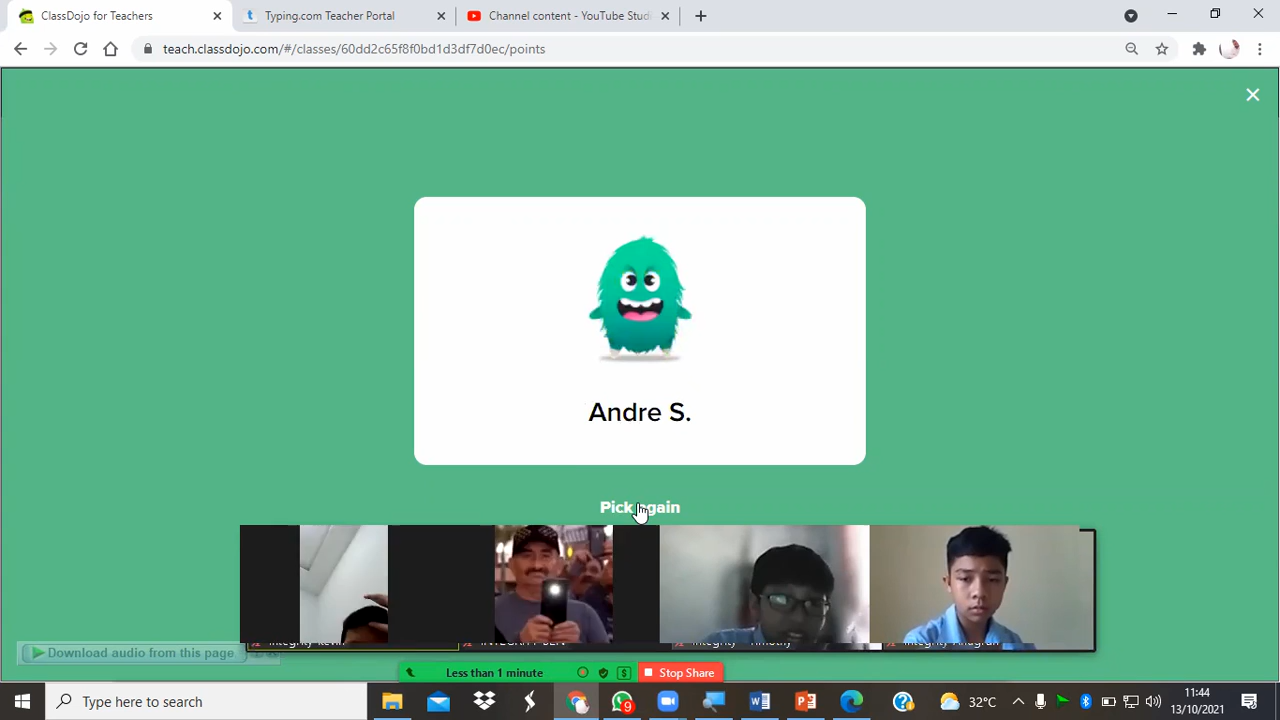 ClassDojo for Teachers
Typing.com Teacher Portal
Channel content - YouTube Stud
teach.classdojo.com/#/classes/60dd2c65f8f0bd1d3df7d0ec/points
Andre S.
Pick again
Download audio from this page
Less than 1 minute
Stop Share
Type here to search
9
32°C
11:44
13/10/2021